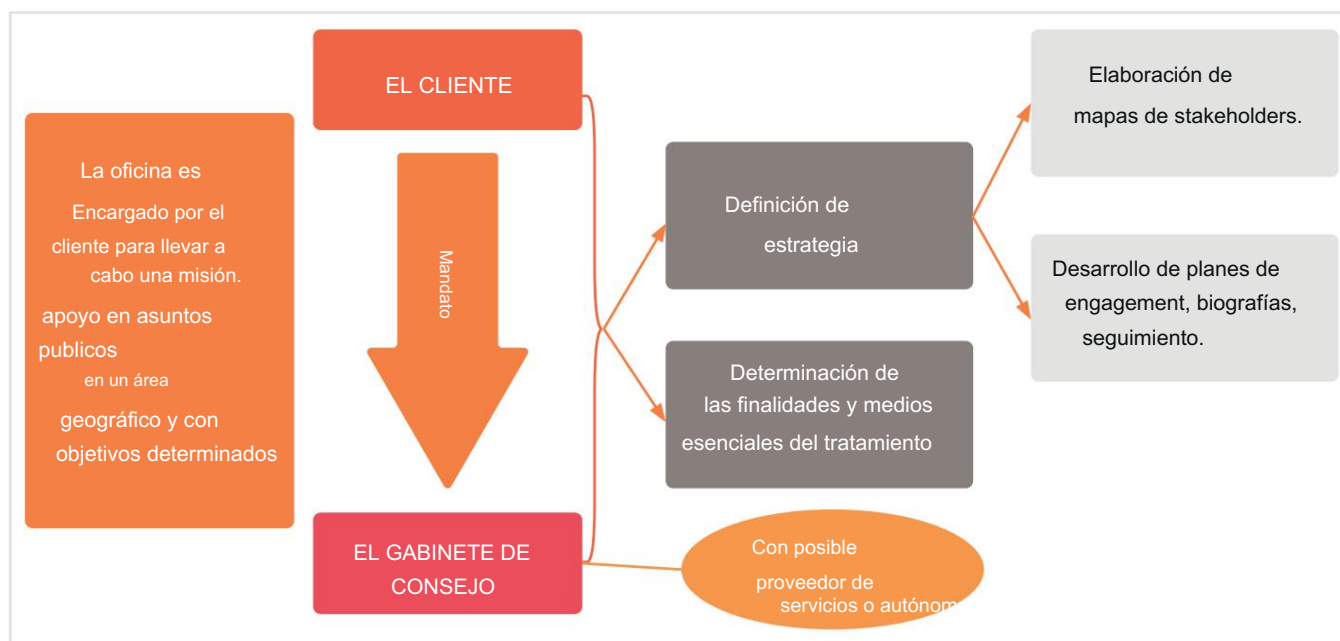 La oficina es
Encargado por el
cliente para llevar a
cabo una misión.
apoyo en asuntos
publicos
en un área
geográfico y con
objetivos determinados
EL CLIENTE
Mandato
EL GABINETE DE
CONSEJO
Definición de
estrategia
Determinación de
las finalidades y medios
esenciales del tratamiento
Con posible
proveedor de
servicios o autónom
Elaboración de
mapas de stakeholders.
Desarrollo de planes de
engagement, biografías,
seguimiento.